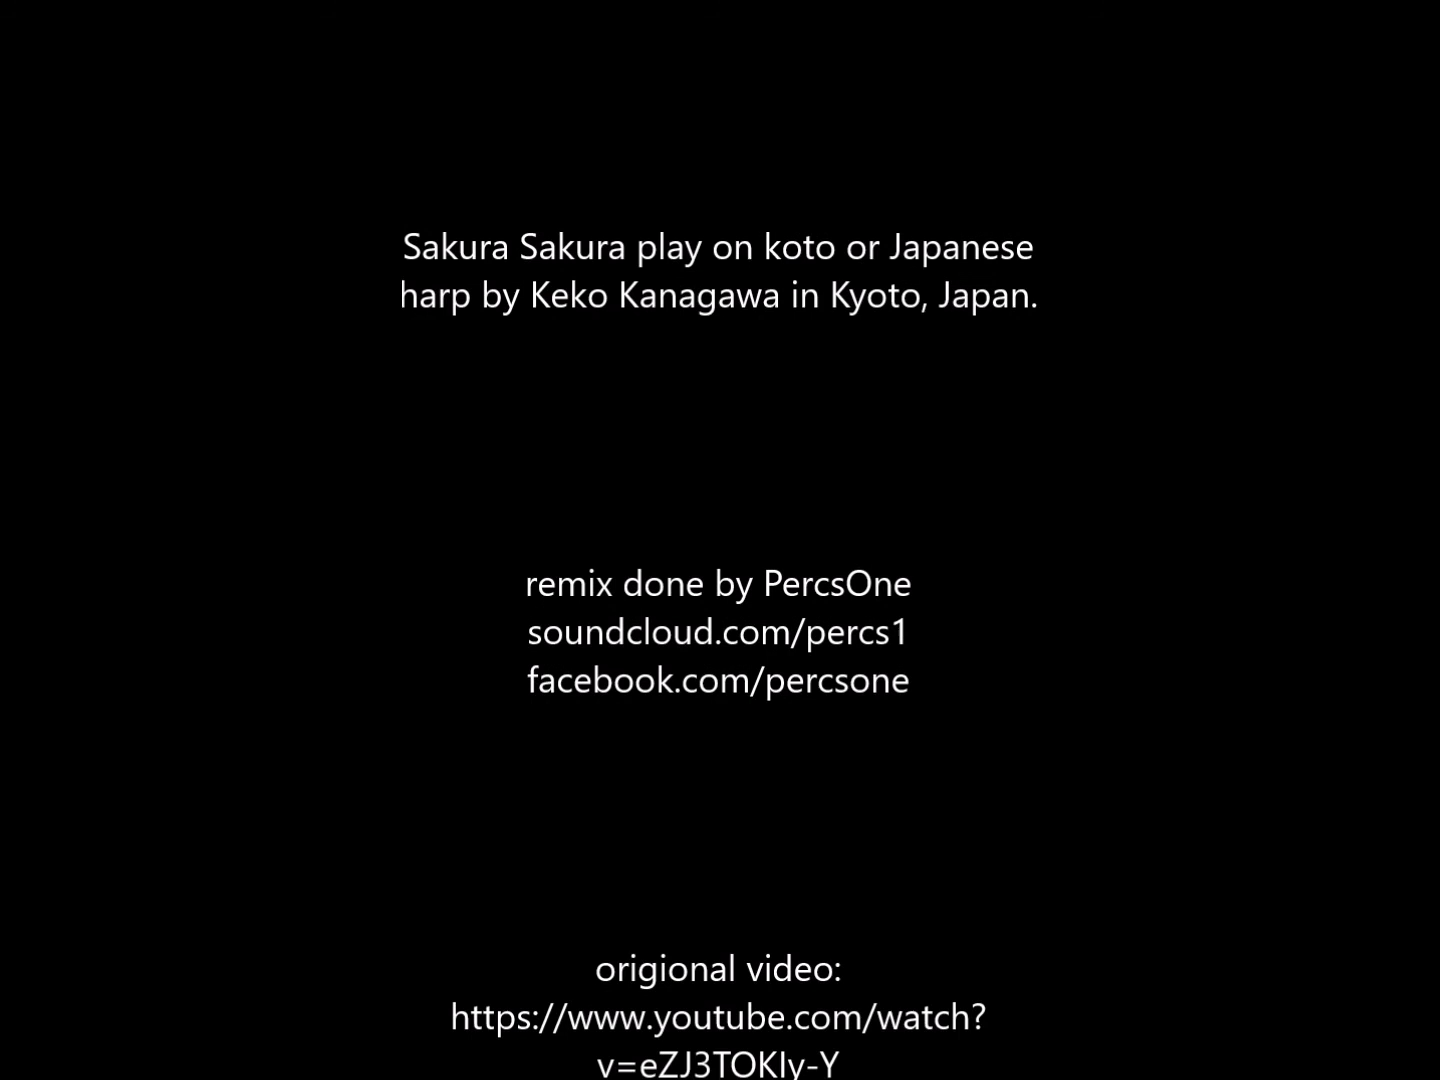 Sakura Sakura play on koto or Japanese
harp by Keko Kanagawa in Kyoto, Japan.
remix done by PercsOne
soundcloud.com/percs1
facebook.com/percsone
origional video:
https://www.youtube.com/watch?
v=eZJ3TOKIy-Y